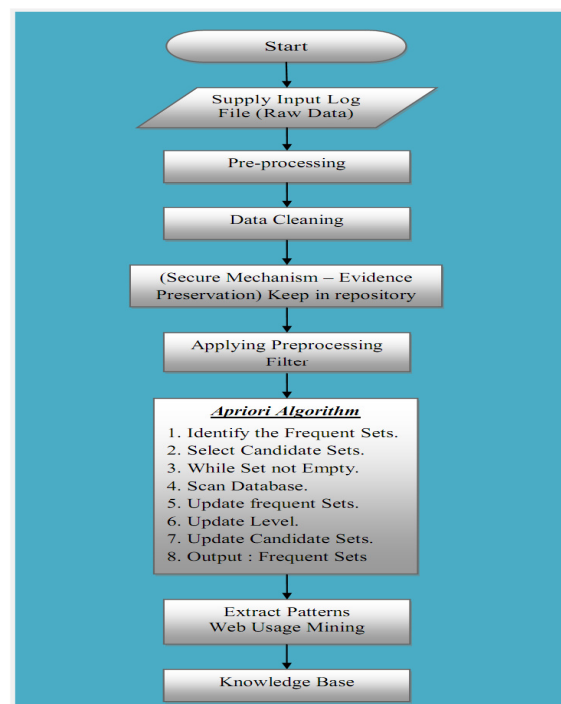 Start
Supply Input Log
File (Raw Data)
Pre-processing
Data Cleaning
(Secure Mechanism – Evidence
Preservation) Keep in repository
Applying Preprocessing
Filter
Apriori Algorithm
1. Identify the Frequent Sets.
2. Select Candidate Sets.
3. While Set not Empty.
4. Scan Database.
5. Update frequent Sets.
6. Update Level.
7. Update Candidate Sets.
8. Output : Frequent Sets
Extract Patterns
Web Usage Mining
Knowledge Base